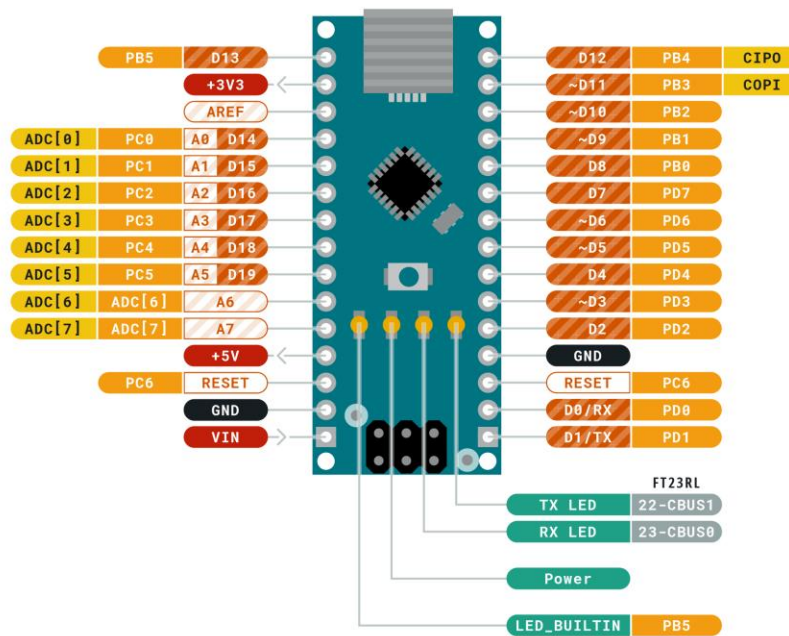 PB5 D13 D12 PB4 CIPO
+3V3 ~D11 PB3 COPI
AREF ~D10 PB2
ADC[0] PC0 A0 D14 ~D9 PB1
ADC[1] PC1 A1 D15 D8 PB0
ADC[2] PC2 A2 D16 D7 PD7
ADC[3] PC3 A3 D17 ~D6 PD6
ADC[4] PC4 A4 D18 ~D5 PD5
ADC[5] PC5 A5 D19 D4 PD4
ADC[6] ADC[6] A6 ~D3 PD3
ADC[7] ADC[7] A7 D2 PD2
+5V GND
PC6 RESET RESET PC6
GND D0/RX PD0
VIN D1/TX PD1
FT23RL
TX LED 22-CBUS1
RX LED 23-CBUS0
Power
LED_BUILTIN PB5